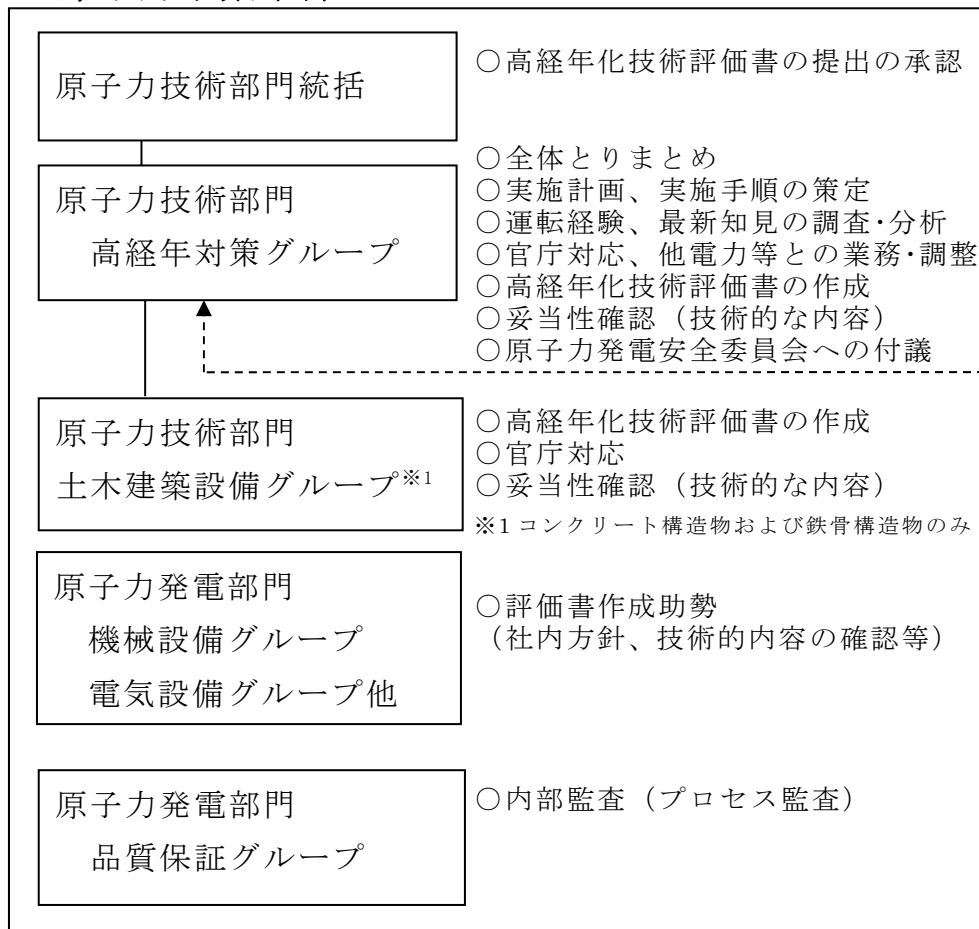 原子力技術部門統括
○高経年化技術評価書の提出の承認
原子力技術部門
高経年対策グループ
○全体とりまとめ
○実施計画、実施手順の策定
○運転経験、最新知見の調査･分析
○官庁対応、他電力等との業務･調整
○高経年化技術評価書の作成
○妥当性確認（技術的な内容）
○原子力発電安全委員会への付議
原子力技術部門
土木建築設備グループ※1
○高経年化技術評価書の作成
○官庁対応
○妥当性確認（技術的な内容）
※1 コンクリート構造物および鉄骨構造物のみ
原子力発電部門
機械設備グループ
電気設備グループ他
○評価書作成助勢
（社内方針、技術的内容の確認等）
原子力発電部門
品質保証グループ
○内部監査（プロセス監査）